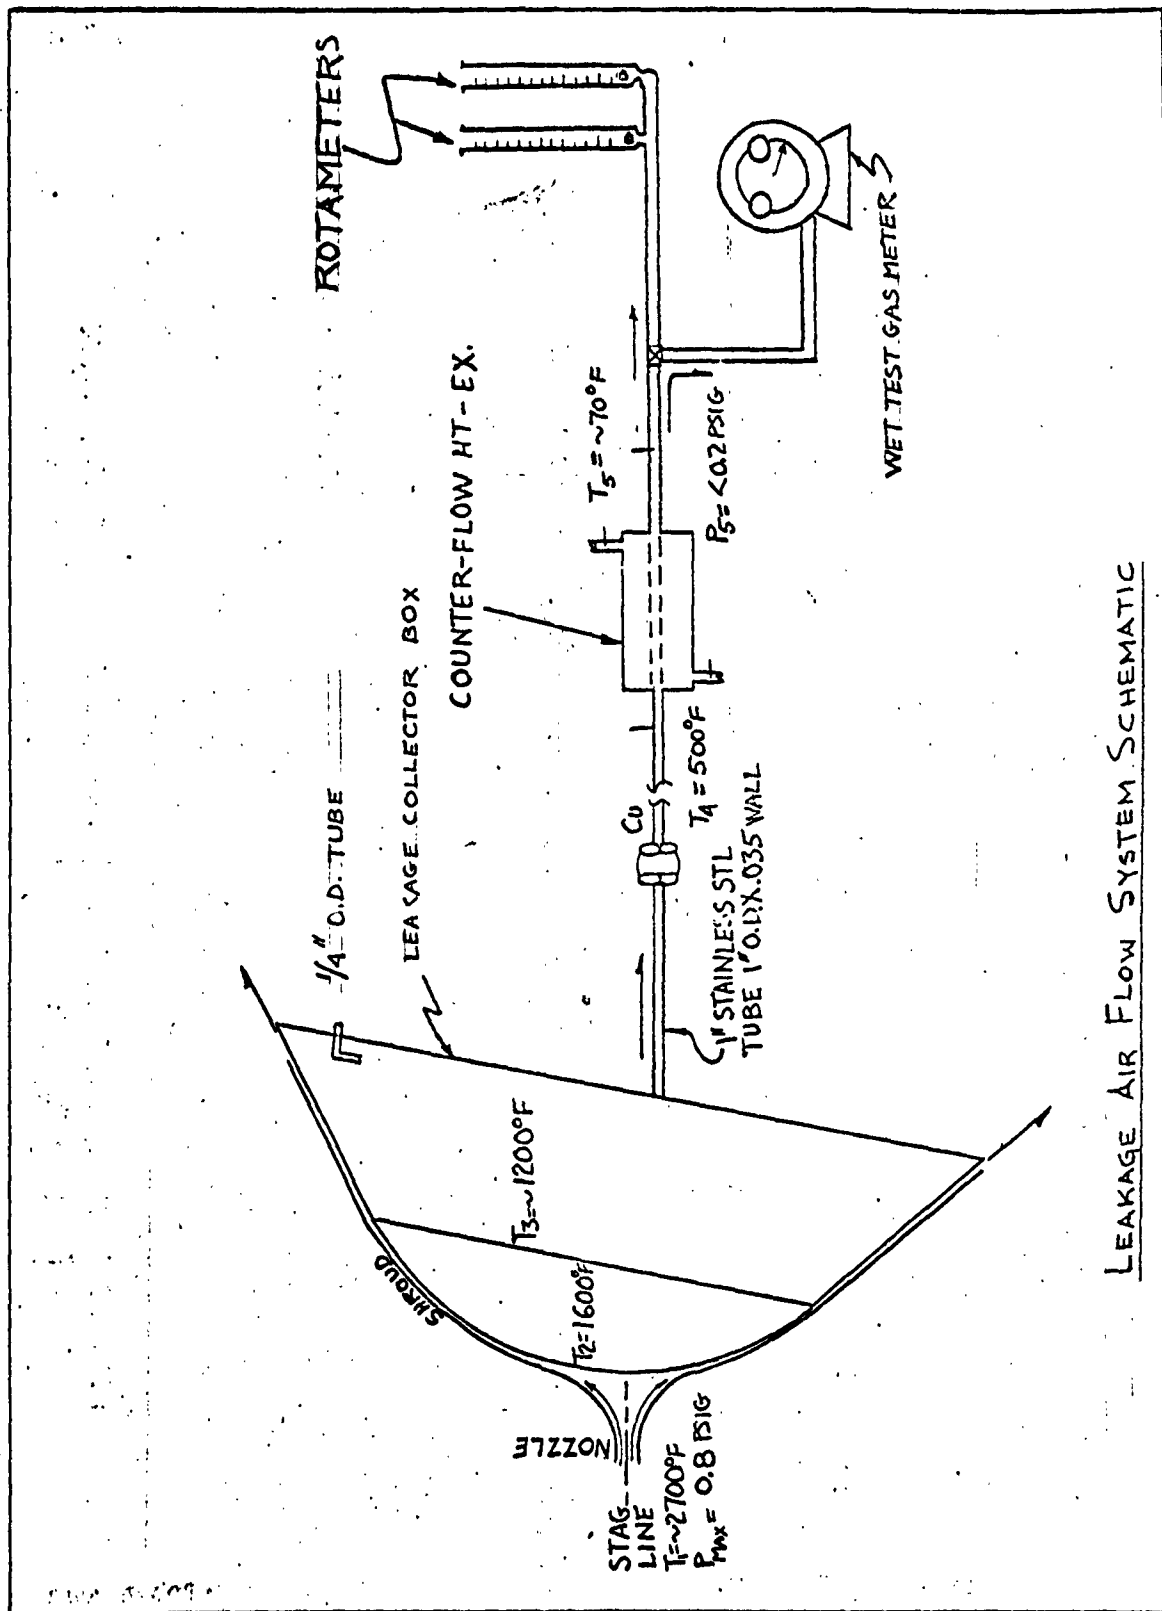 ROTAMETERS
WET TEST GAS METER
COUNTER-FLOW HT-EX.
T5 = ~70°F
P5 = <0.2 PSIG
LEAKAGE COLLECTOR BOX
1/4" O.D. TUBE
CU
T4 = 500°F
1" STAINLESS STL
TUBE 1" O.D X .035 WALL
T3 = ~1200°F
SHROUD
T2 = 1600°F
NOZZLE
STAG
LINE
T1 = ~2700°F
PMAX = 0.8 PSIG
LEAKAGE AIR FLOW SYSTEM SCHEMATIC